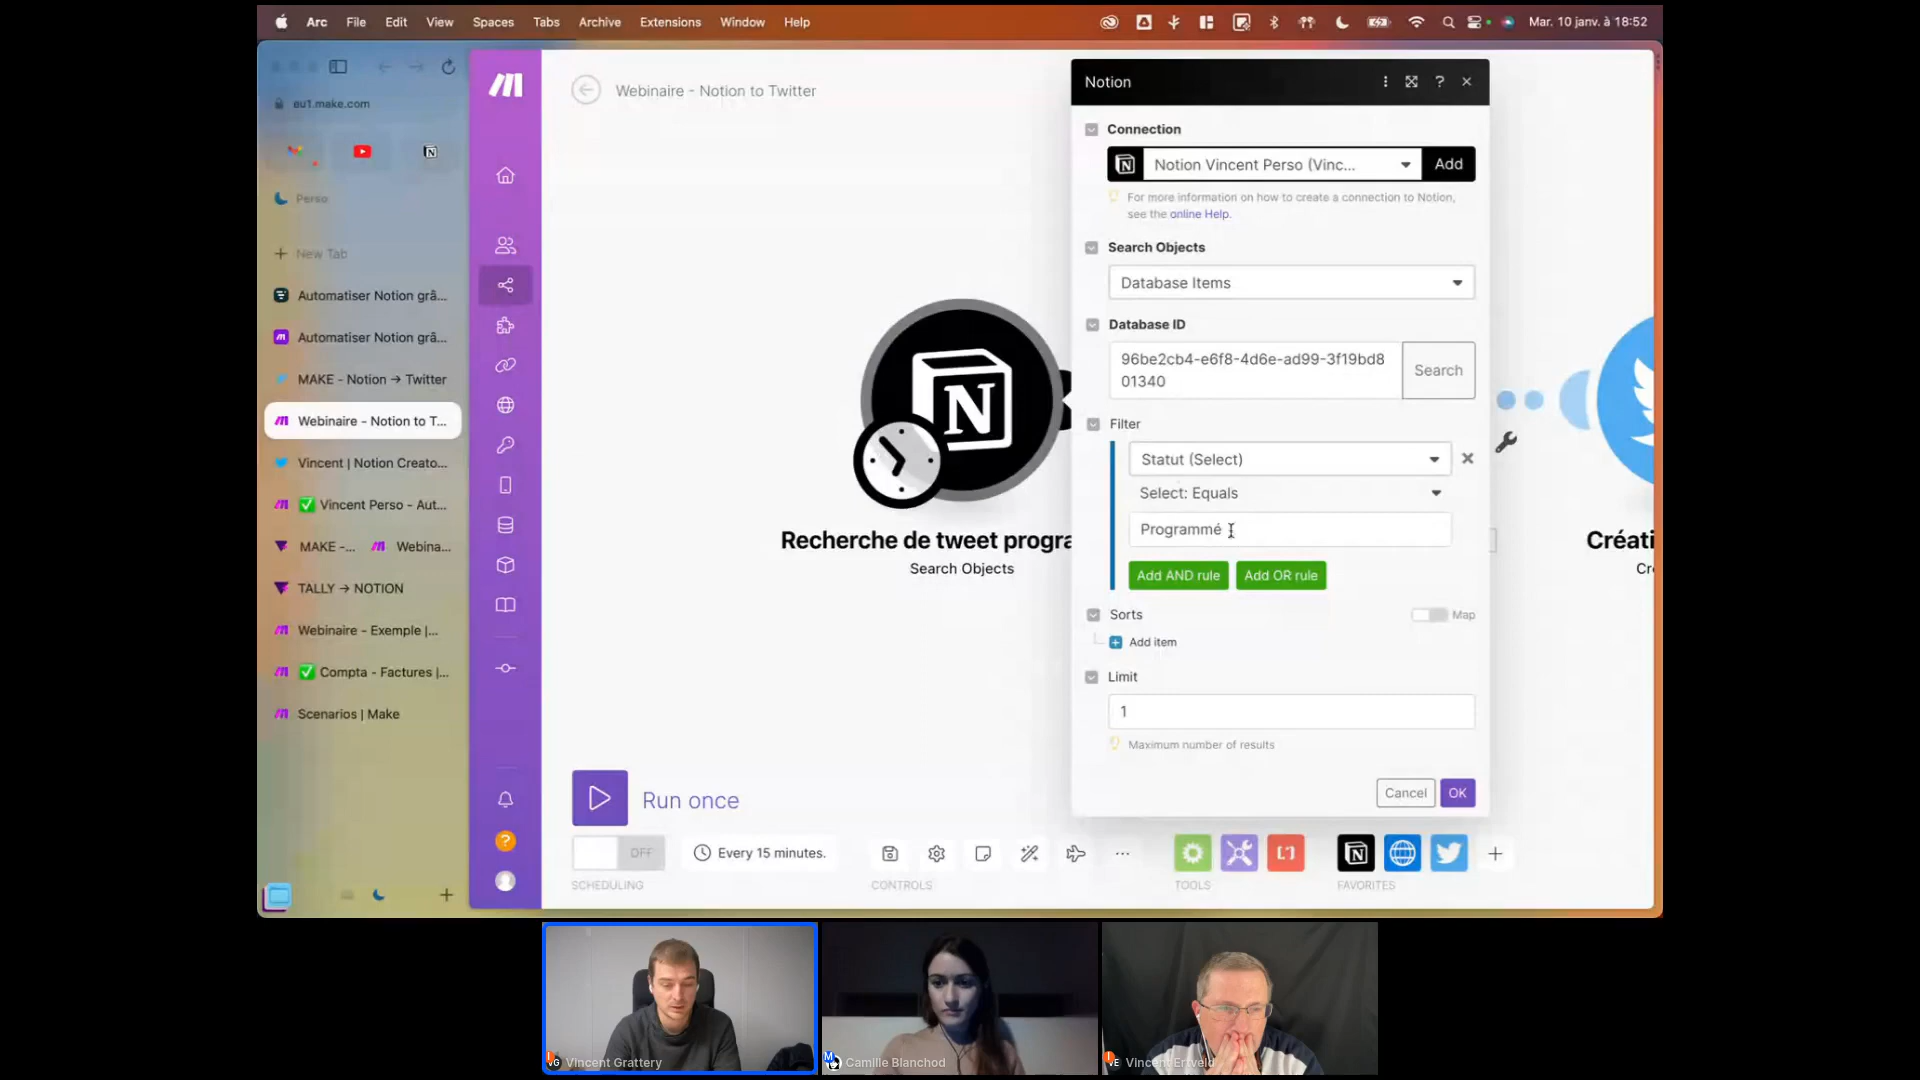 Arc File Edit View Spaces Tabs Archive Extensions Window Help
Mar. 10 janv. à 18:52
eu1.make.com
Perso
New Tab
Automatiser Notion grâ...
Automatiser Notion grâ...
MAKE - Notion → Twitter
Webinaire - Notion to T...
Vincent | Notion Creato...
✅ Vincent Perso - Aut...
MAKE -... Webina...
TALLY → NOTION
Webinaire - Exemple |...
✅ Compta - Factures |...
Scenarios | Make
Webinaire - Notion to Twitter
Recherche de tweet progra
Search Objects
Créati
Cr
Notion
Connection
Notion Vincent Perso (Vinc...
Add
For more information on how to create a connection to Notion,
see the online Help.
Search Objects
Database Items
Database ID
96be2cb4-e6f8-4d6e-ad99-3f19bd8
01340
Search
Filter
Statut (Select)
Select: Equals
Programmé
Add AND rule Add OR rule
Sorts
Map
Add item
Limit
1
Maximum number of results
Cancel OK
Run once
OFF
Every 15 minutes.
SCHEDULING
CONTROLS
TOOLS
FAVORITES
Vincent Grattery
Camille Blanchod
Vincent Ertveld